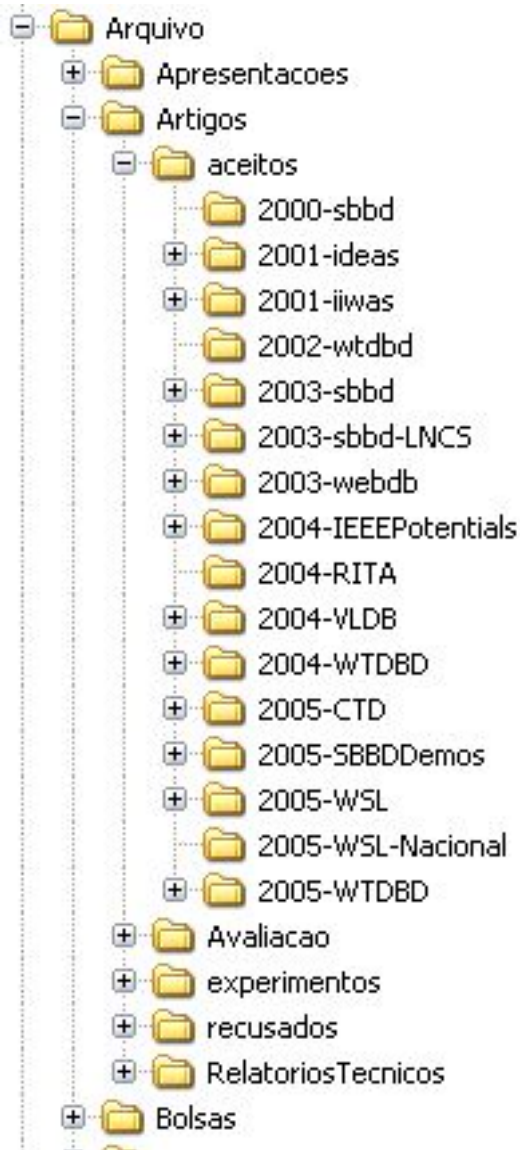 Arquivo
Apresentacoes
Artigos
aceitos
2000-sbbd
2001-ideas
2001-iiwas
2002-wtdbd
2003-sbbd
2003-sbbd-LNCS
2003-webdb
2004-IEEEPotentials
2004-RITA
2004-VLDB
2004-WTDBD
2005-CTD
2005-SBBDDemos
2005-WSL
2005-WSL-Nacional
2005-WTDBD
Avaliacao
experimentos
recusados
RelatoriosTecnicos
Bolsas